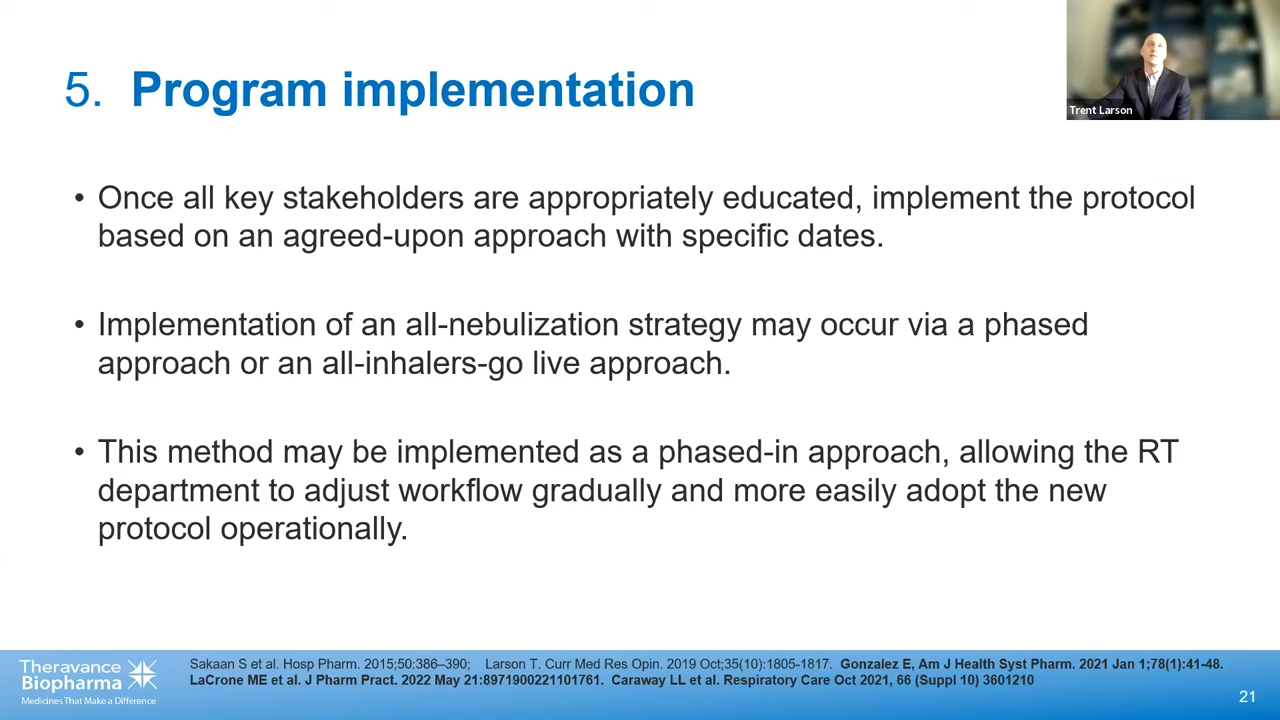 5. Program implementation
Trent Larson
• Once all key stakeholders are appropriately educated, implement the protocol
based on an agreed-upon approach with specific dates.
• Implementation of an all-nebulization strategy may occur via a phased
approach or an all-inhalers-go live approach.
• This method may be implemented as a phased-in approach, allowing the RT
department to adjust workflow gradually and more easily adopt the new
protocol operationally.
Theravance
Biopharma
Medicines That Make a Difference
Sakaan S et al. Hosp Pharm. 2015;50:386–390; Larson T. Curr Med Res Opin. 2019 Oct;35(10):1805-1817. Gonzalez E, Am J Health Syst Pharm. 2021 Jan 1;78(1):41-48.
LaCrone ME et al. J Pharm Pract. 2022 May 21:8971900221101761. Caraway LL et al. Respiratory Care Oct 2021, 66 (Suppl 10) 3601210
21